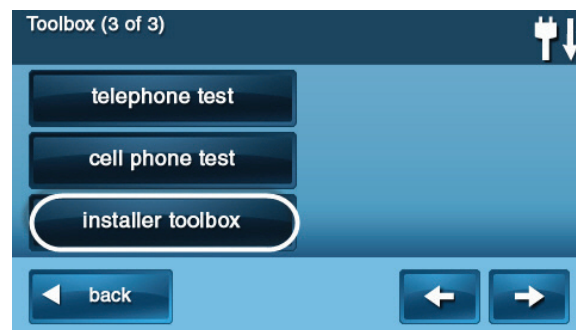 Toolbox (3 of 3)
telephone test
cell phone test
installer toolbox
back